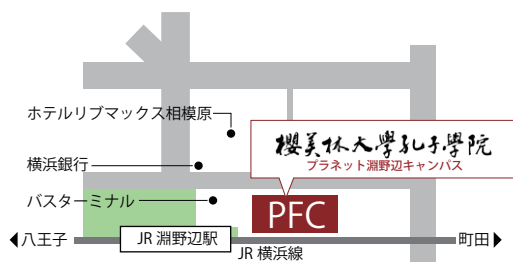 ホテルリブマックス相模原
櫻美林大學孔子學院
プラネット淵野辺キャンパス
横浜銀行
バスターミナル
PFC
八王子
JR 淵野辺駅
JR 横浜線
町田